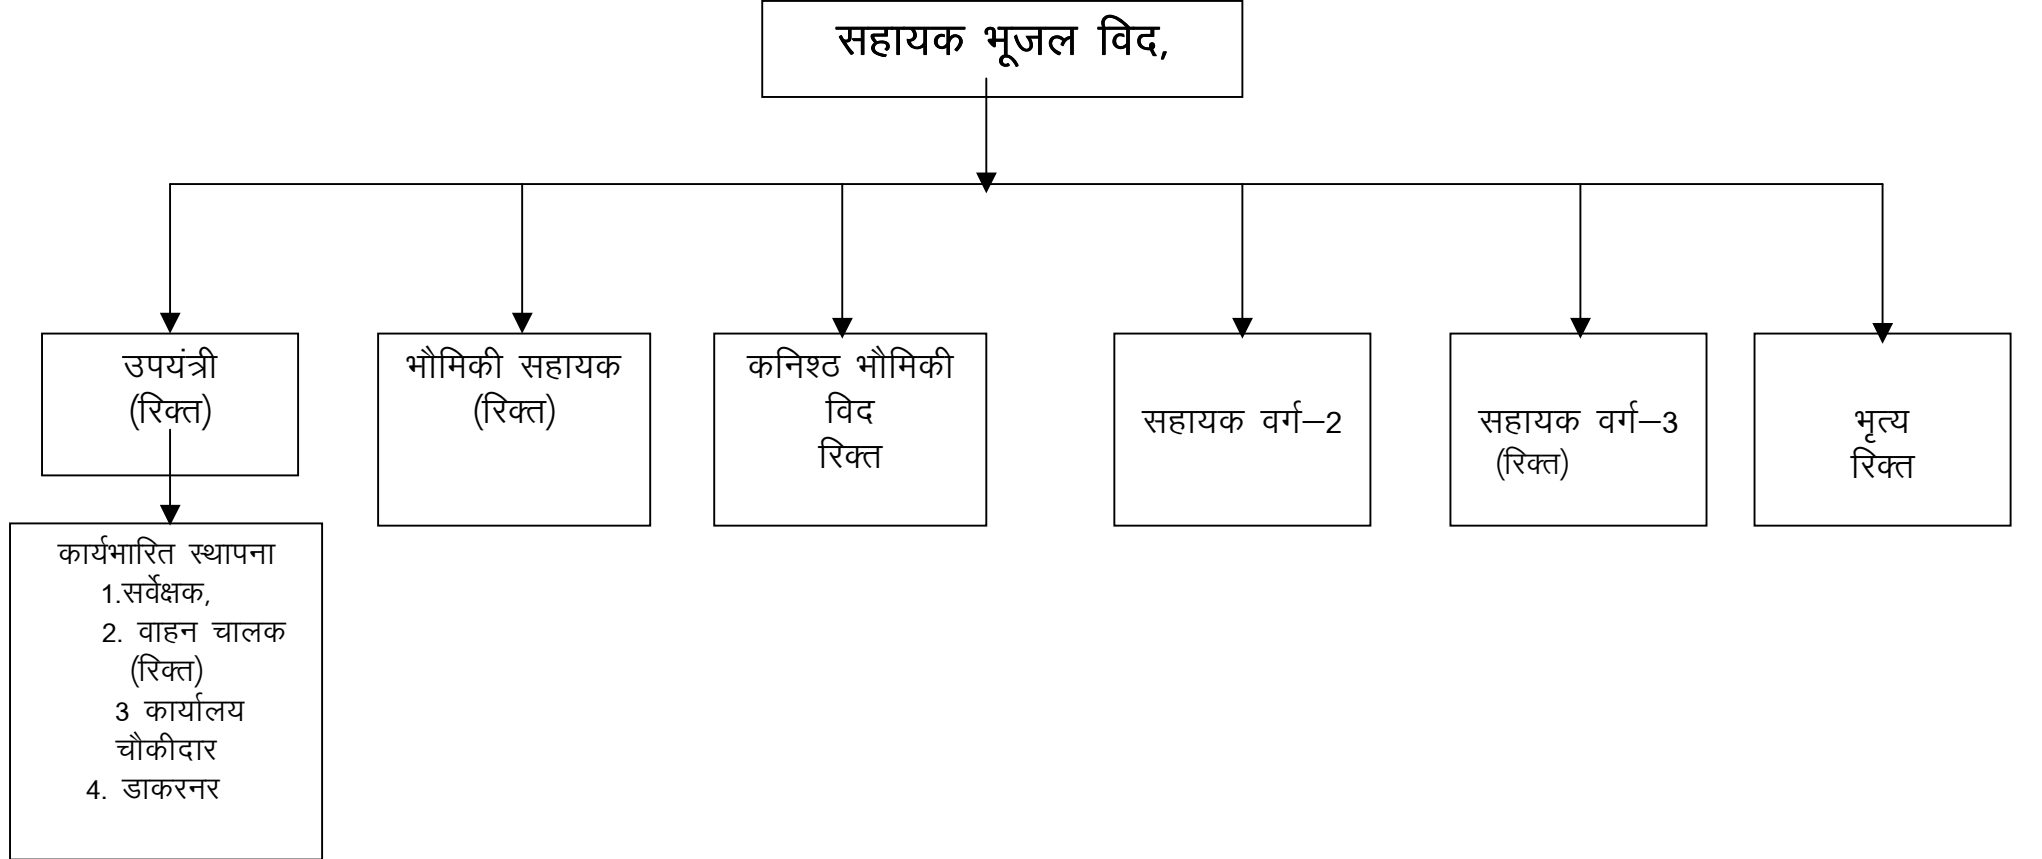 सहायक भूजल विद,
उपयंत्री
(रिक्त)
भौमिकी सहायक
(रिक्त)
कनिश्ठ भौमिकी
विद
रिक्त
सहायक वर्ग–2
सहायक वर्ग–3
(रिक्त)
भृत्य
रिक्त
कार्यभारित स्थापना
1.सर्वेक्षक,
2. वाहन चालक
(रिक्त)
3 कार्यालय
चौकीदार
4. डाकरनर